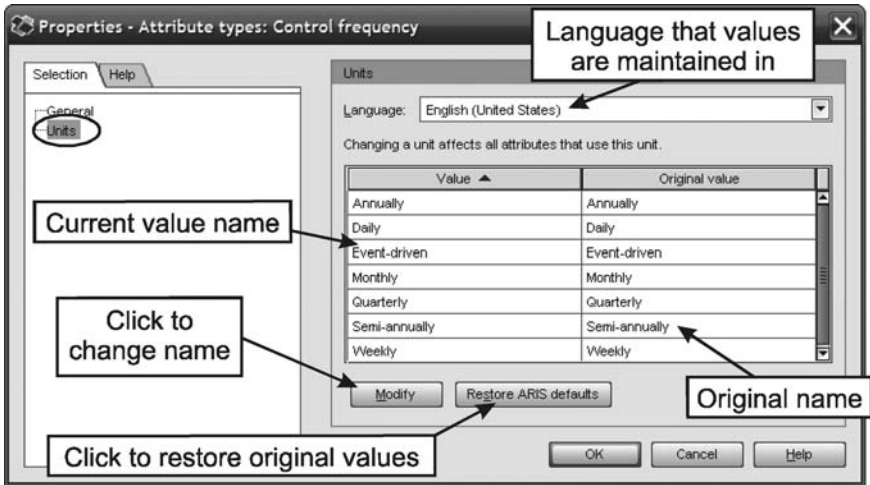 Properties - Attribute types: Control frequency
Language that values
are maintained in
Selection
Help
General
Units
Units
Language:
English (United States)
Changing a unit affects all attributes that use this unit.
Value
Original value
Annually
Annually
Daily
Daily
Event-driven
Event-driven
Monthly
Monthly
Quarterly
Quarterly
Semi-annually
Semi-annually
Weekly
Weekly
Current value name
Click to
change name
Modify
Restore ARIS defaults
Original name
Click to restore original values
OK
Cancel
Help